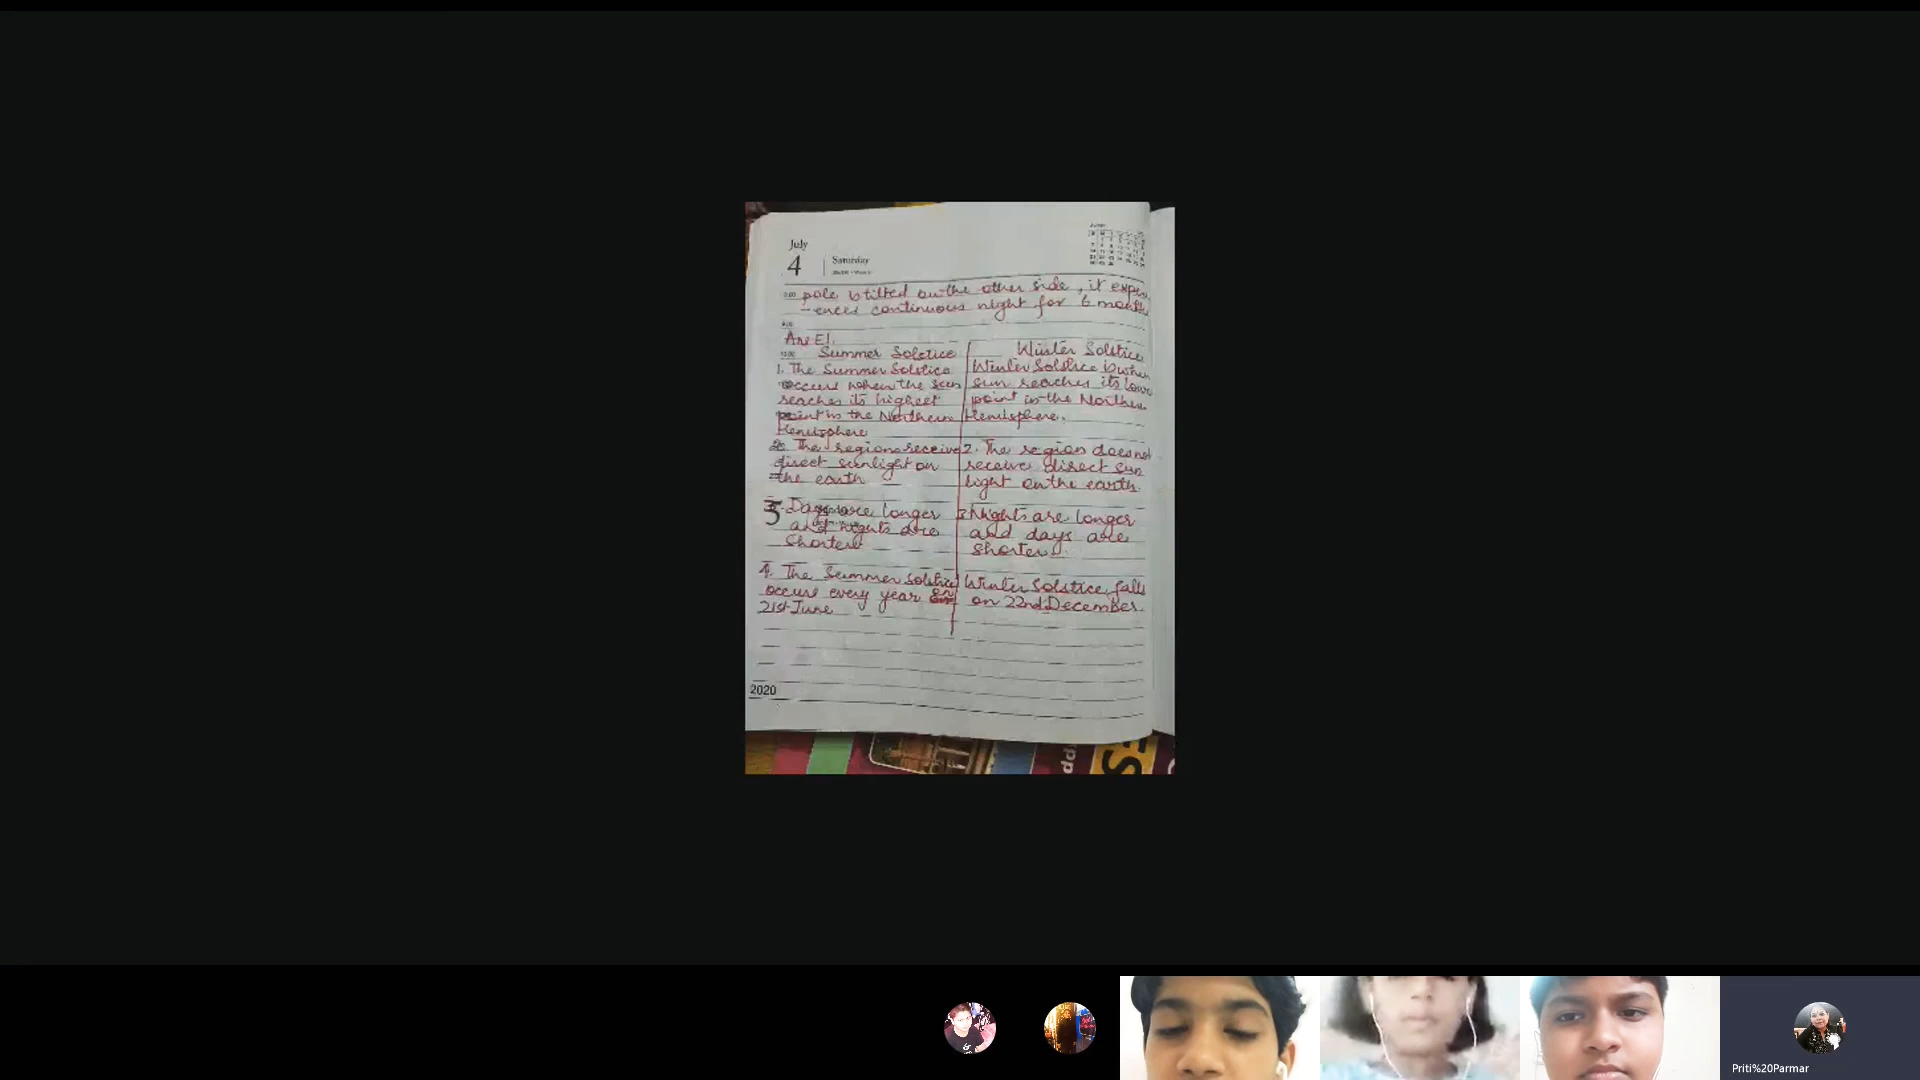 July
4
Saturday
pole is tilted on the other side, it experi
-ences continuous night for 6 months
Ans E1.
Summer Solstice
1. The Summer Solstice
occurs when the sun
reaches its highest
point in the Northern
Hemisphere
2. The regions receive
direct sunlight on
the earth
3. Days are longer
and nights are
shorter
4. The Summer Solstice
occurs every year on
21st June
Winter Solstice
Winter Solstice is when
sun reaches its lowe
point in the Northern
Hemisphere.
2. The region does not
receive direct sun
light on the earth.
3 Nights are longer
and days are
shorter.
Winter Solstice falls
on 22nd December.
2020
Priti%20Parmar